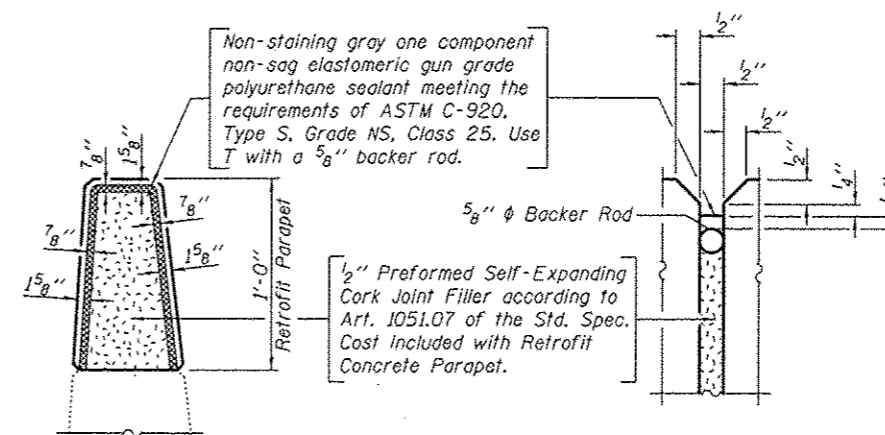 Non-staining gray one component
non-sag elastomeric gun grade
polyurethane sealant meeting the
requirements of ASTM C-920,
Type S, Grade NS, Class 25. Use
T with a 5/8" backer rod.
7/8"
1 5/8"
7/8"
7/8"
1 5/8"
1 5/8"
1'-0"
Retrofit Parapet
5/8" ϕ Backer Rod
1/2" Preformed Self-Expanding
Cork Joint Filler according to
Art. 1051.07 of the Std. Spec.
Cost included with Retrofit
Concrete Parapet.
1/2"
1/2"
1/2"
1/2"
1/4"